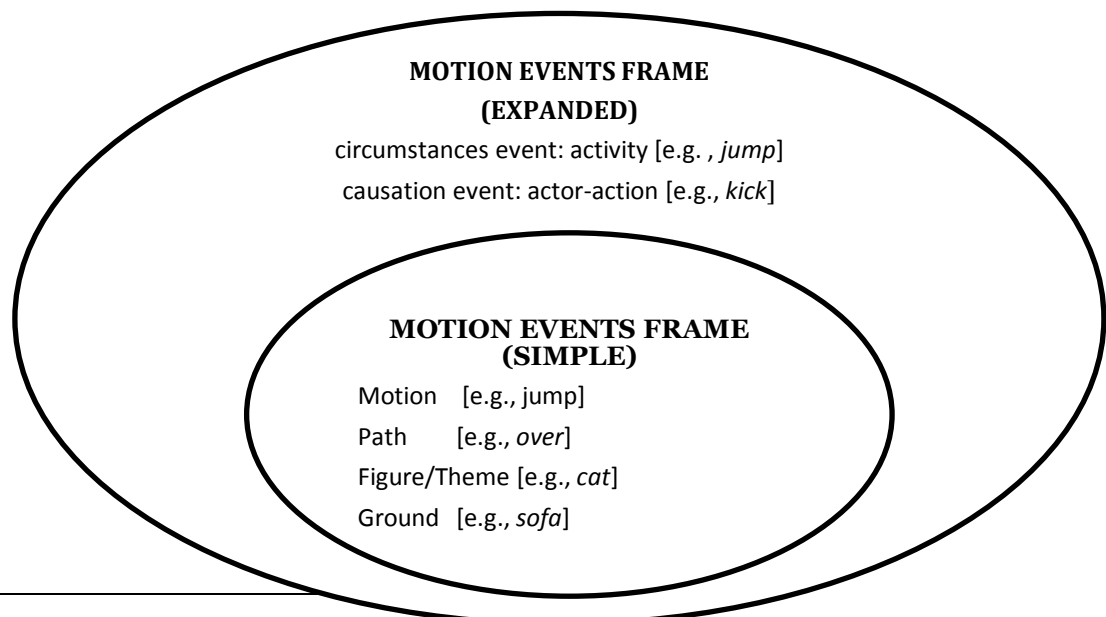 MOTION EVENTS FRAME
(EXPANDED)
circumstances event: activity [e.g. , jump]
causation event: actor-action [e.g., kick]
MOTION EVENTS FRAME
(SIMPLE)
Motion [e.g., jump]
Path [e.g., over]
Figure/Theme [e.g., cat]
Ground [e.g., sofa]